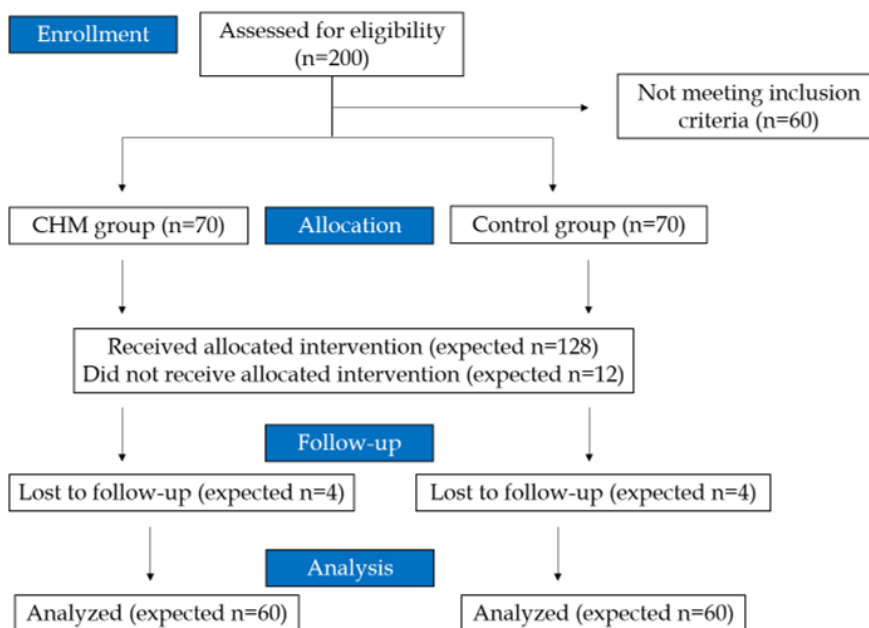 Enrollment
Assessed for eligibility
(n=200)
Not meeting inclusion
criteria (n=60)
CHM group (n=70)
Allocation
Control group (n=70)
Received allocated intervention (expected n=128)
Did not receive allocated intervention (expected n=12)
Follow-up
Lost to follow-up (expected n=4)
Lost to follow-up (expected n=4)
Analysis
Analyzed (expected n=60)
Analyzed (expected n=60)